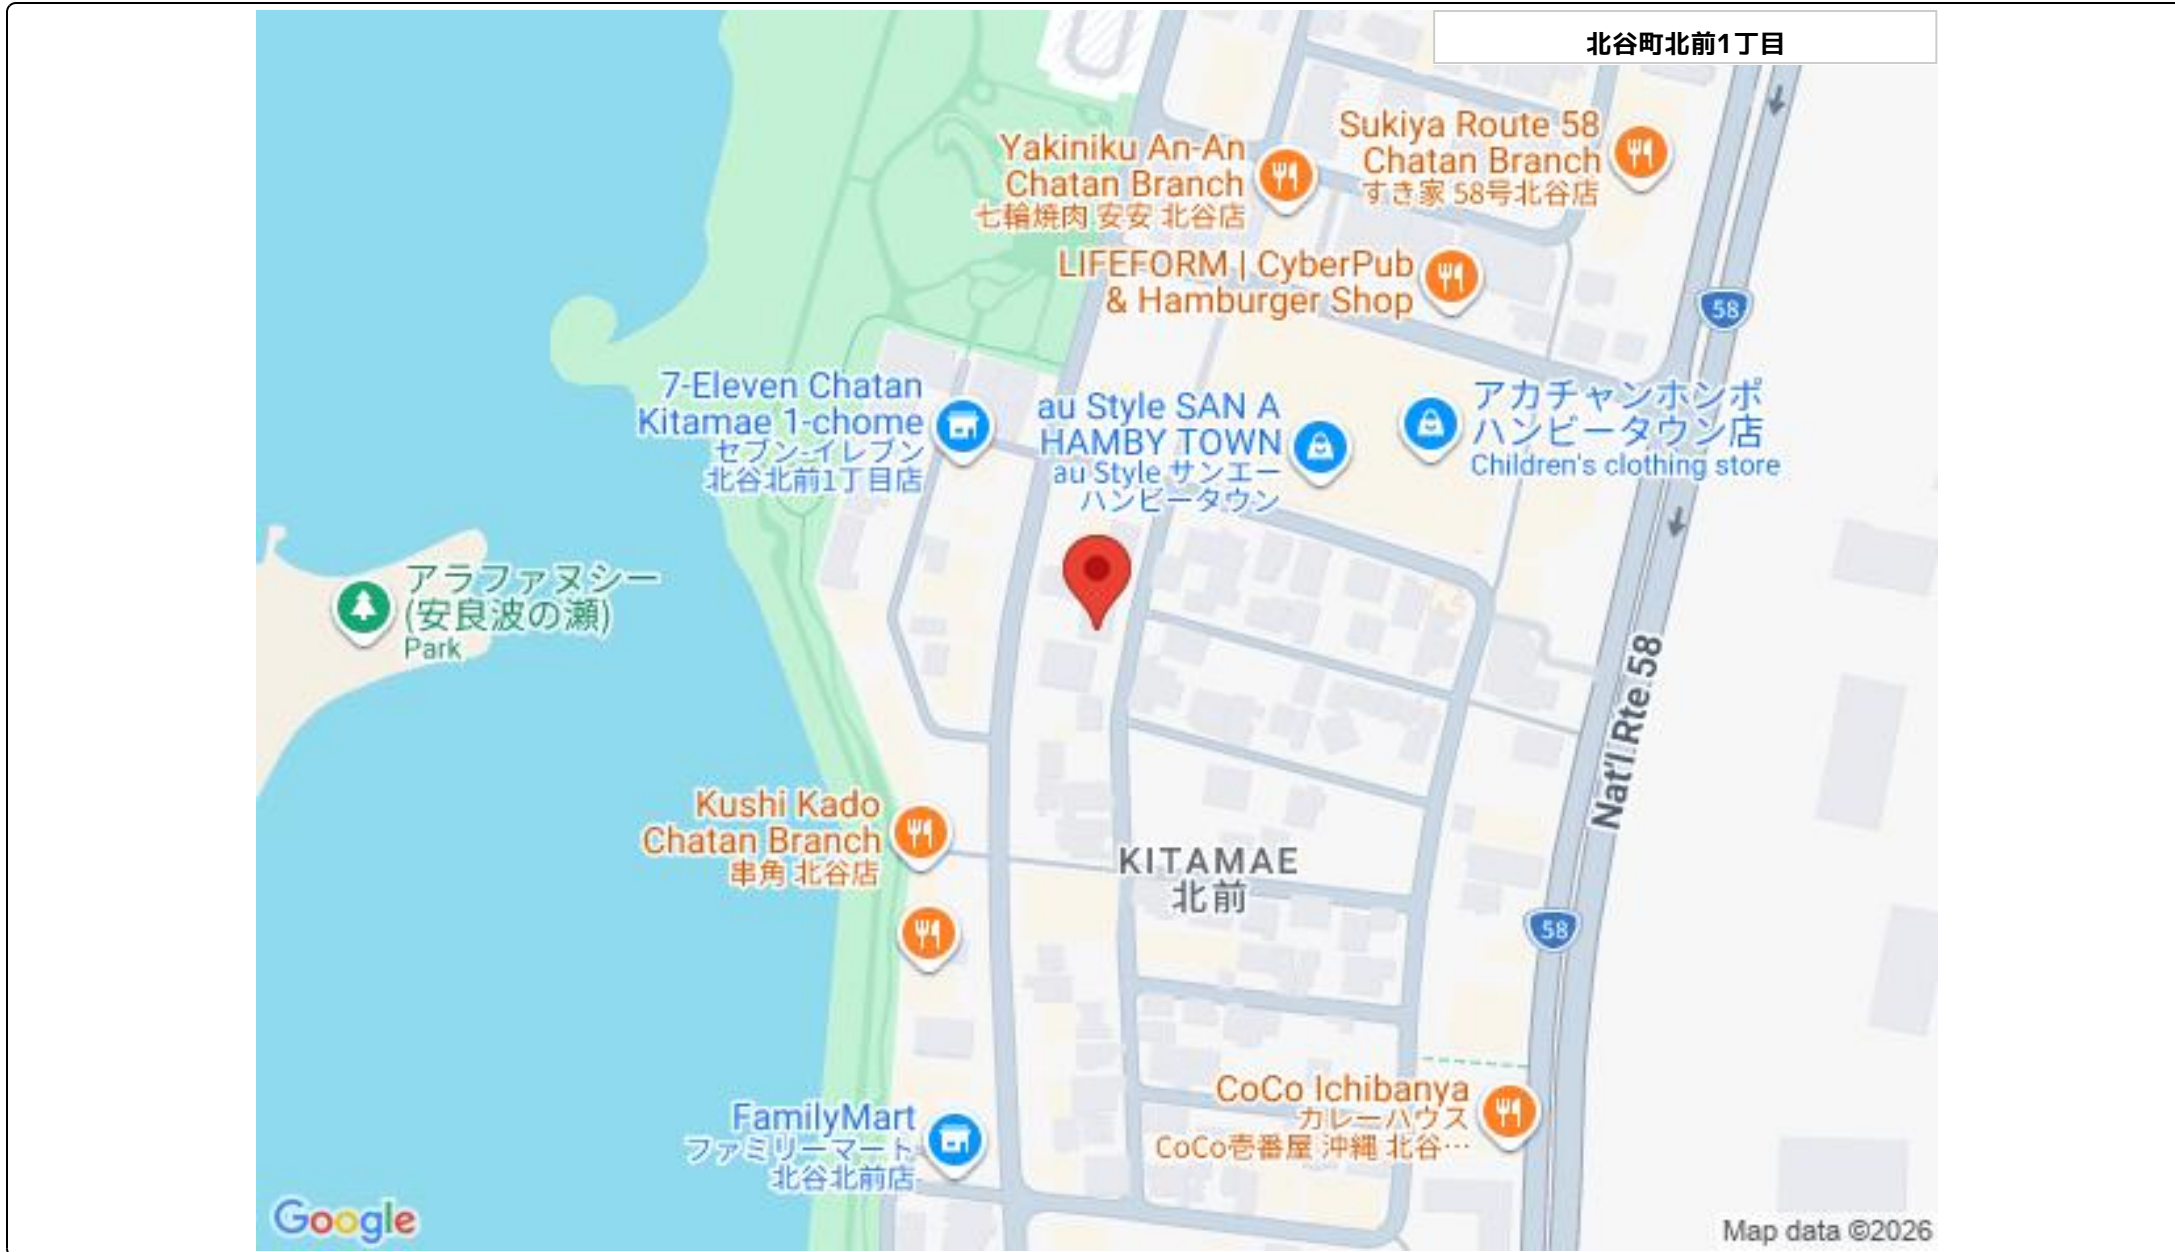 北谷町北前1丁目
Sukiya Route 58
Chatan Branch
すき家 58号北谷店
Yakiniku An-An
Chatan Branch
七輪焼肉 安安 北谷店
LIFEFORM | CyberPub
& Hamburger Shop
58
7-Eleven Chatan
Kitamae 1-chome
セブン-イレブン
北谷北前1丁目店
au Style SAN A
HAMBY TOWN
au Style サンエー
ハンビータウン
アカチャンホンポ
ハンビータウン店
Children's clothing store
アラファヌシー
(安良波の瀬)
Park
Nat'l Rte 58
Kushi Kado
Chatan Branch
串角 北谷店
KITAMAE
北前
58
CoCo Ichibanya
カレーハウス
CoCo壱番屋 沖縄 北谷…
FamilyMart
ファミリーマート
北谷北前店
Google
Map data ©2026